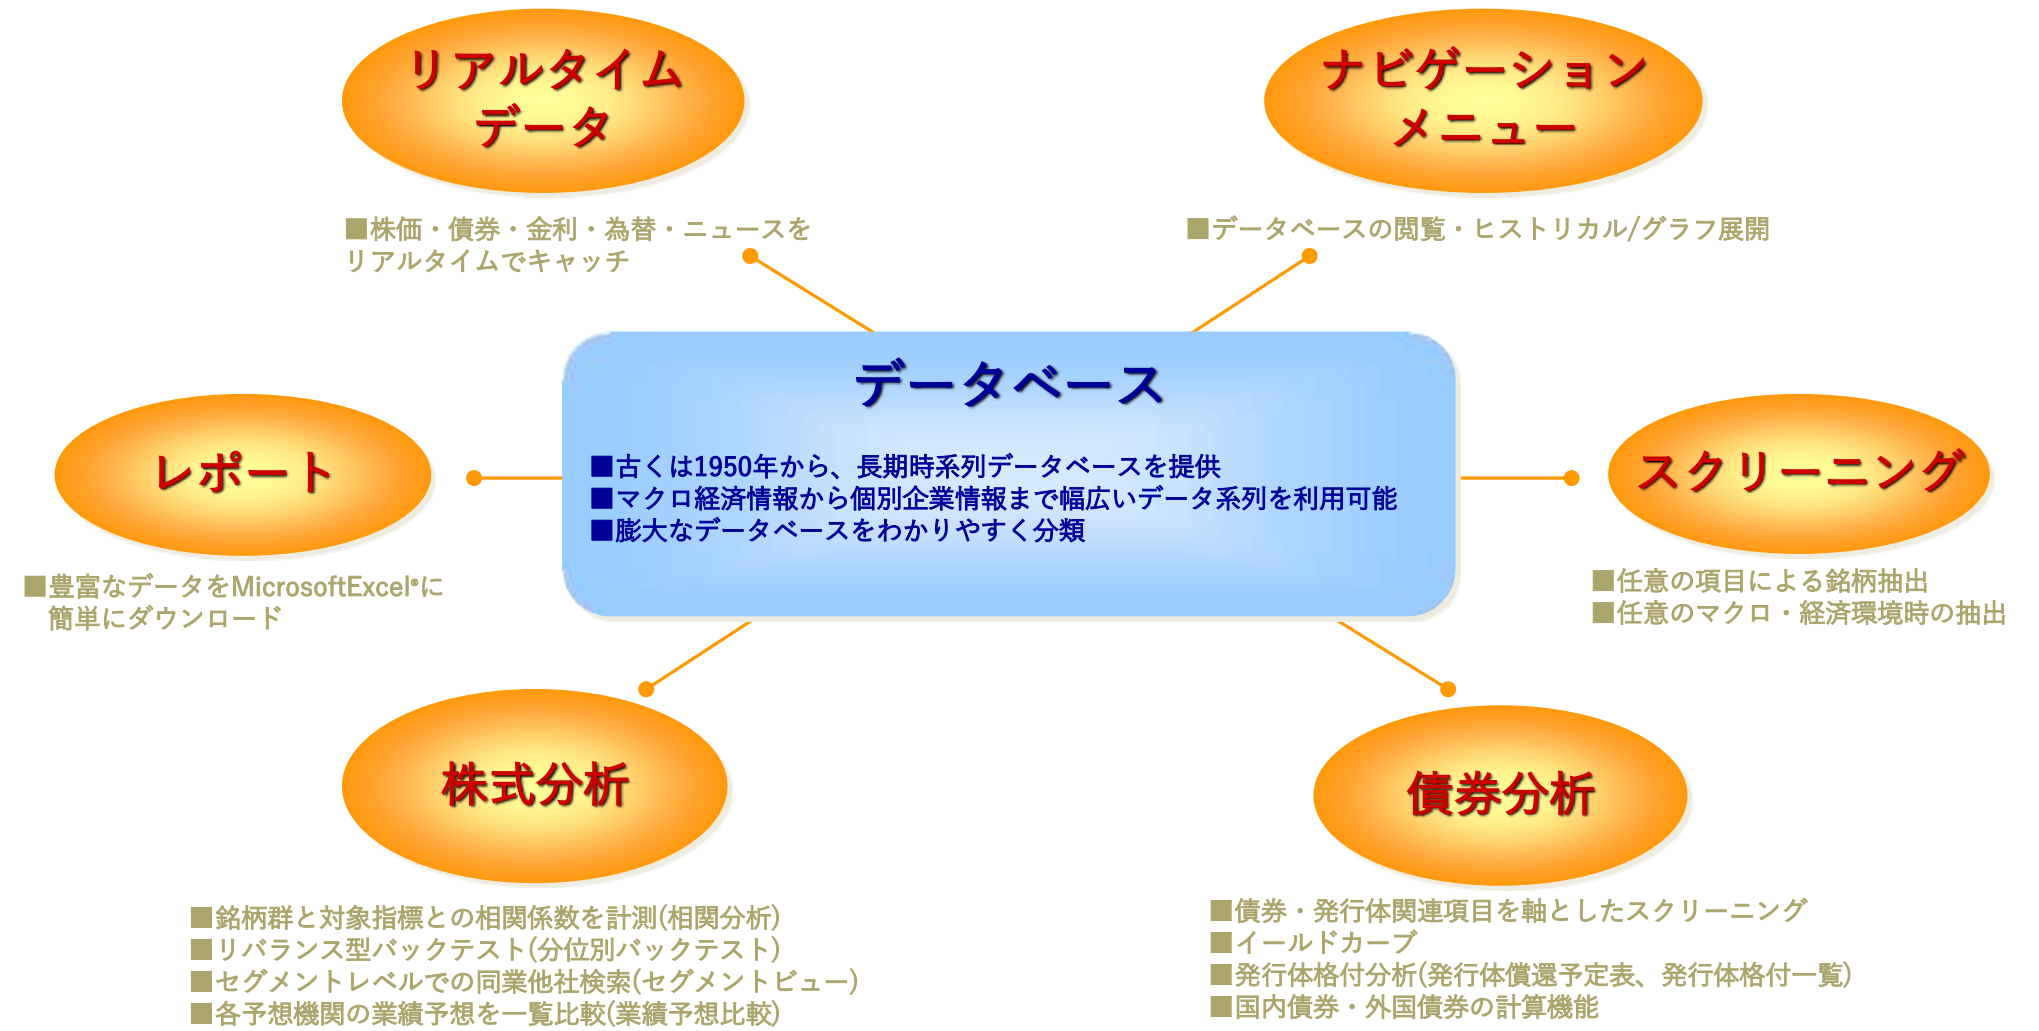 リアルタイム
データ
■株価・債券・金利・為替・ニュースを
リアルタイムでキャッチ
ナビゲーション
メニュー
■データベースの閲覧・ヒストリカル/グラフ展開
データベース
■古くは1950年から、長期時系列データベースを提供
■マクロ経済情報から個別企業情報まで幅広いデータ系列を利用可能
■膨大なデータベースをわかりやすく分類
レポート
■豊富なデータをMicrosoftExcel®に
簡単にダウンロード
スクリーニング
■任意の項目による銘柄抽出
■任意のマクロ・経済環境時の抽出
株式分析
■銘柄群と対象指標との相関係数を計測(相関分析)
■リバランス型バックテスト(分位別バックテスト)
■セグメントレベルでの同業他社検索(セグメントビュー)
■各予想機関の業績予想を一覧比較(業績予想比較)
債券分析
■債券・発行体関連項目を軸としたスクリーニング
■イールドカーブ
■発行体格付分析(発行体償還予定表、発行体格付一覧)
■国内債券・外国債券の計算機能